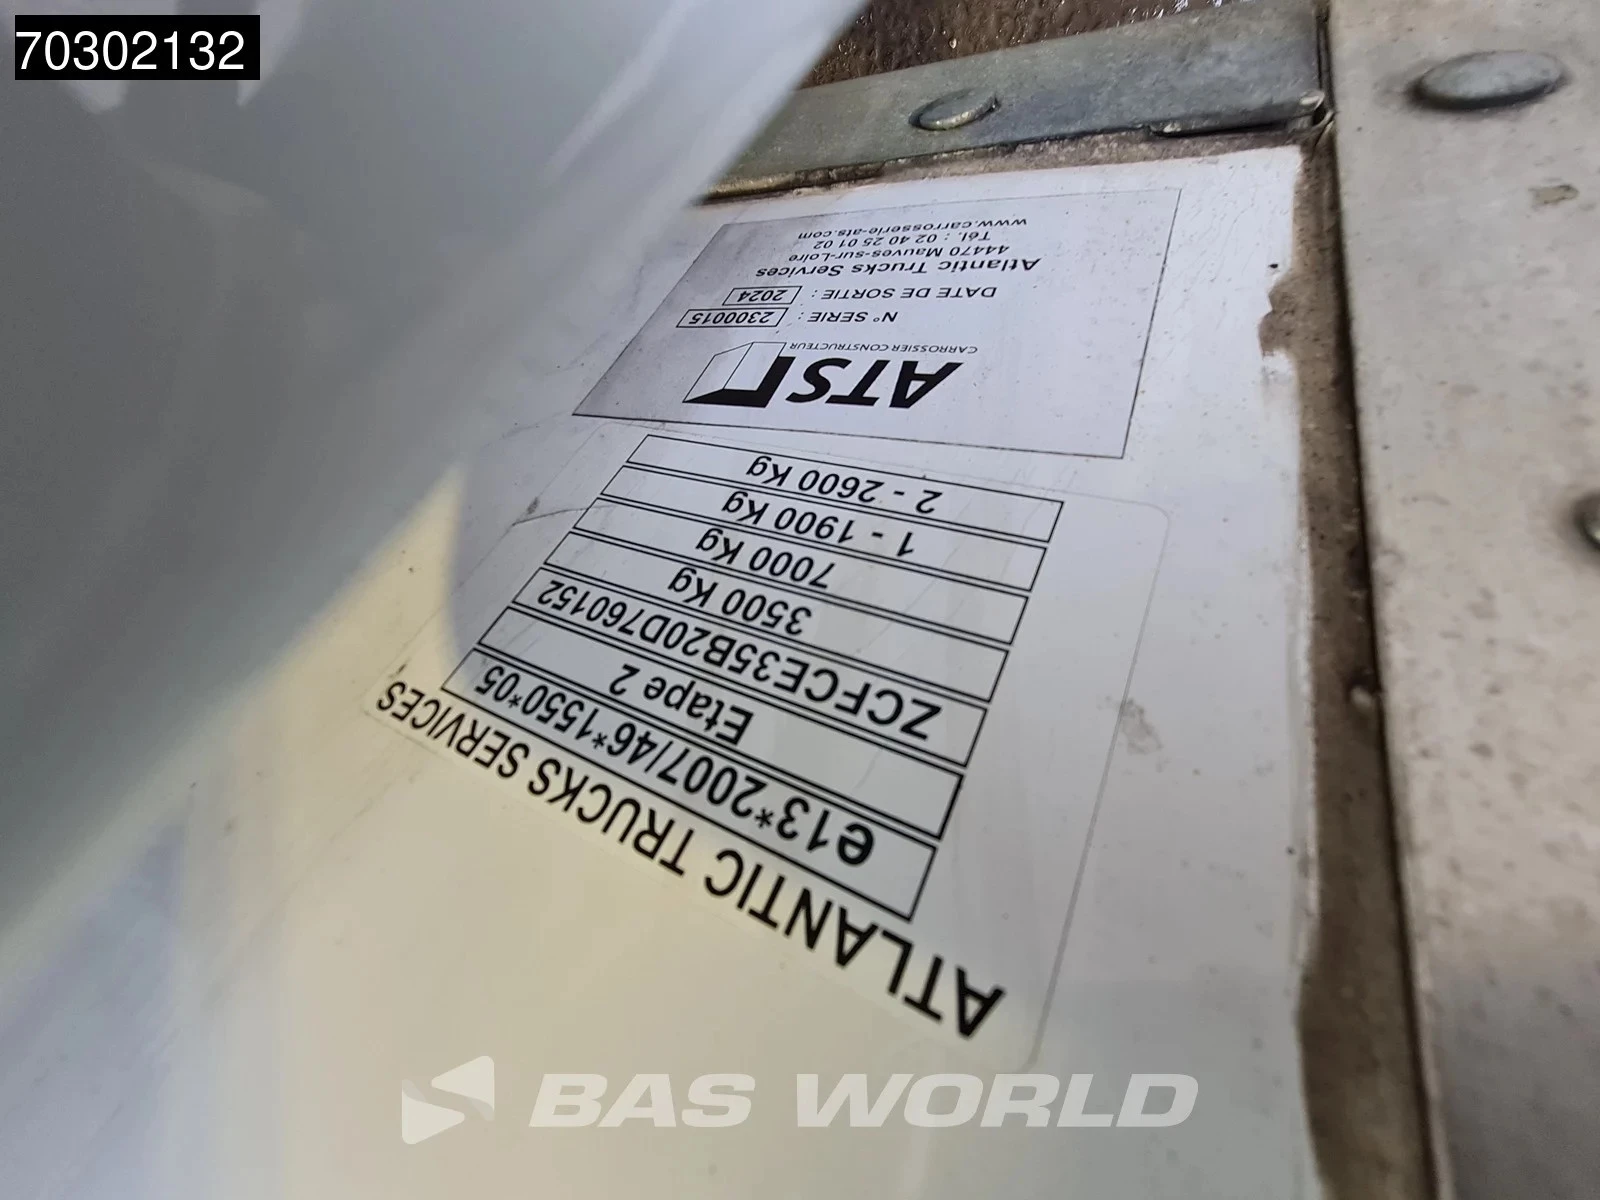 70302132
ATLANTIC TRUCKS SERVICES
e13*2007/46*1550*05
Etape 2
ZCFCE35B20D760152
3500 Kg
7000 Kg
1 - 1900 Kg
2 - 2600 Kg
ATS
CARROSSIER CONSTRUCTEUR
N° SERIE : 2300015
DATE DE SORTIE : 2024
Atlantic Trucks Services
44470 Mauves-sur-Loire
Tél. : 02 40 25 01 02
www.carrosserie-ats.com
BAS WORLD